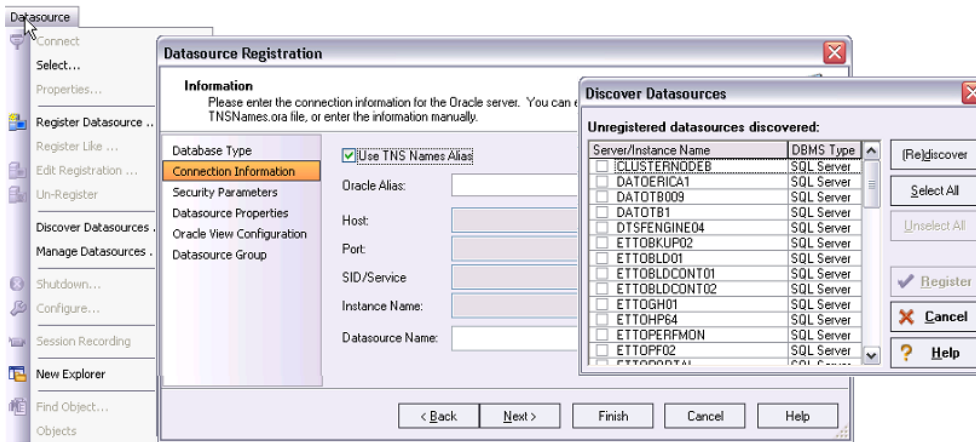 Datasource
Connect
Select...
Properties...
Register Datasource ..
Register Like ...
Edit Registration ...
Un-Register
Discover Datasources .
Manage Datasources .
Shutdown...
Configure...
Session Recording
New Explorer
Find Object...
Objects
Datasource Registration
Information
Please enter the connection information for the Oracle server. You can
TNSNames.ora file, or enter the information manually.
Database Type
Connection Information
Security Parameters
Datasource Properties
Oracle View Configuration
Datasource Group
Use TNS Names Alias
Oracle Alias:
Host:
Port:
SID/Service
Instance Name:
Datasource Name:
< Back
Next >
Finish
Cancel
Help
Discover Datasources
Unregistered datasources discovered:
Server/Instance Name DBMS Type
CLUSTERNODEB SQL Server
DATOERICA1 SQL Server
DATOTB009 SQL Server
DATOTB1 SQL Server
DTSFENGINE04 SQL Server
ETTOBKUP02 SQL Server
ETTOBLD01 SQL Server
ETTOBLDCONT01 SQL Server
ETTOBLDCONT02 SQL Server
ETTOGH01 SQL Server
ETTOHP64 SQL Server
ETTOPERFMON SQL Server
ETTOPF02 SQL Server
ETTOPORTAL SQL Server
(Re)discover
Select All
Unselect All
Register
Cancel
Help